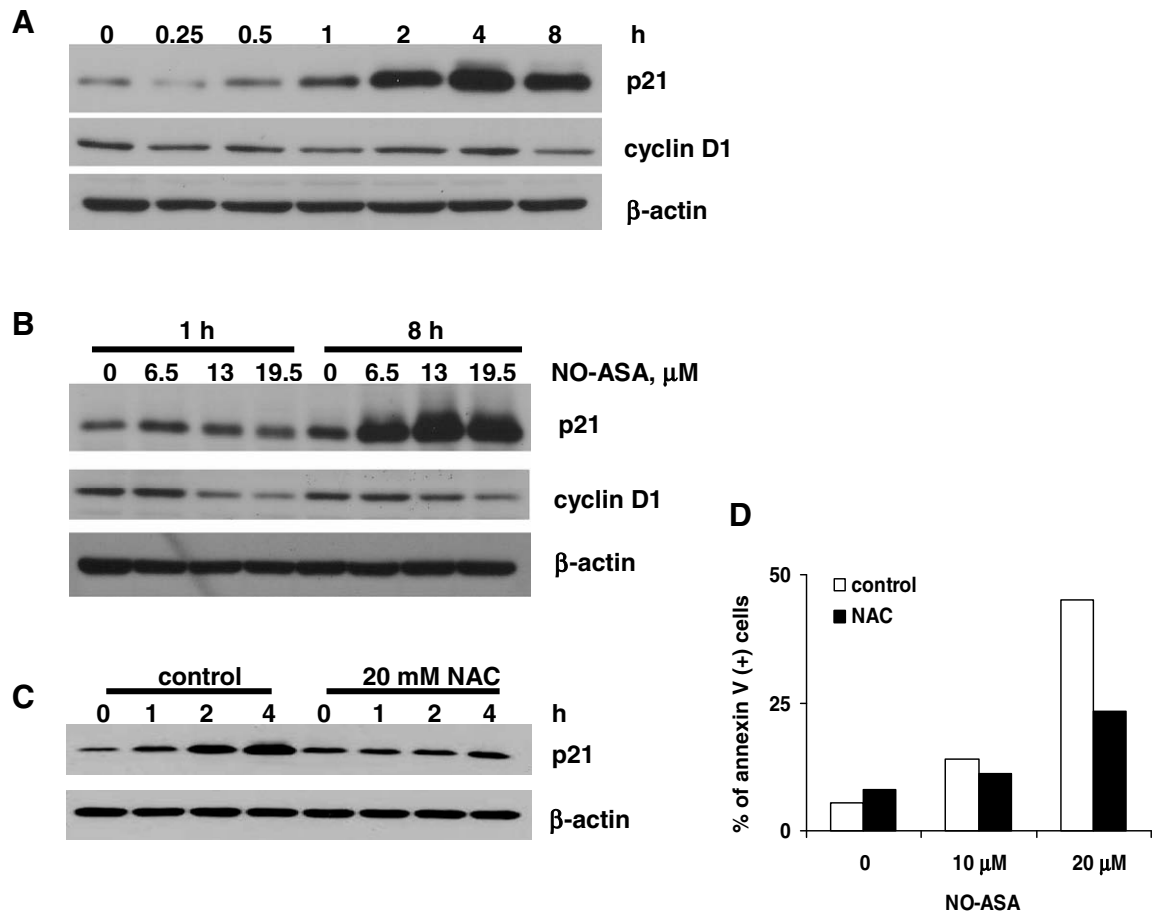 A
0 0.25 0.5 1 2 4 8 h
p21
cyclin D1
β-actin
B
1 h 8 h
0 6.5 13 19.5 0 6.5 13 19.5 NO-ASA, μM
p21
cyclin D1
β-actin
C
control 20 mM NAC
0 1 2 4 0 1 2 4 h
p21
β-actin
D
50
control
NAC
% of annexin V (+) cells
25
0
0 10 μM 20 μM
NO-ASA